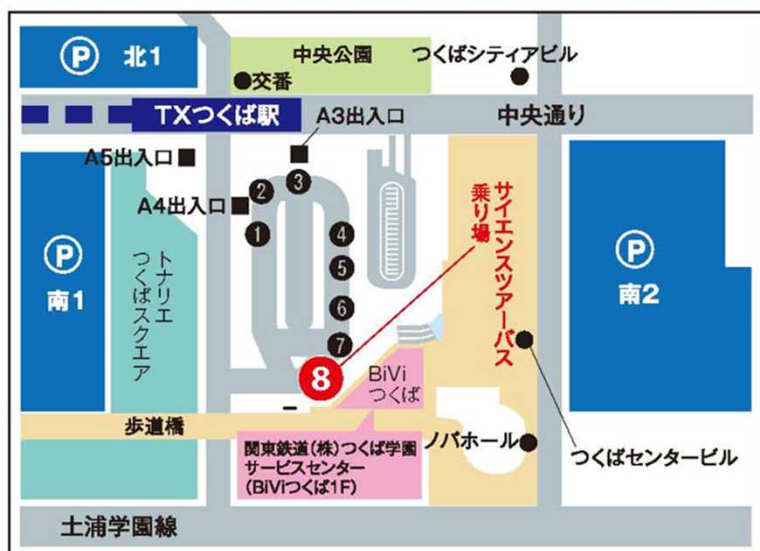 P 北1
中央公園
つくばシティアビル
交番
TXつくば駅
A3出入口
中央通り
A5出入口
A4出入口
2
3
1
4
5
6
7
8
サイエンスツアーバス
乗り場
P
南1
トナリエ
つくばスクエア
P
南2
BiVi
つくば
歩道橋
関東鉄道(株)つくば学園
サービスセンター
(BiViつくば1F)
ノバホール
つくばセンタービル
土浦学園線